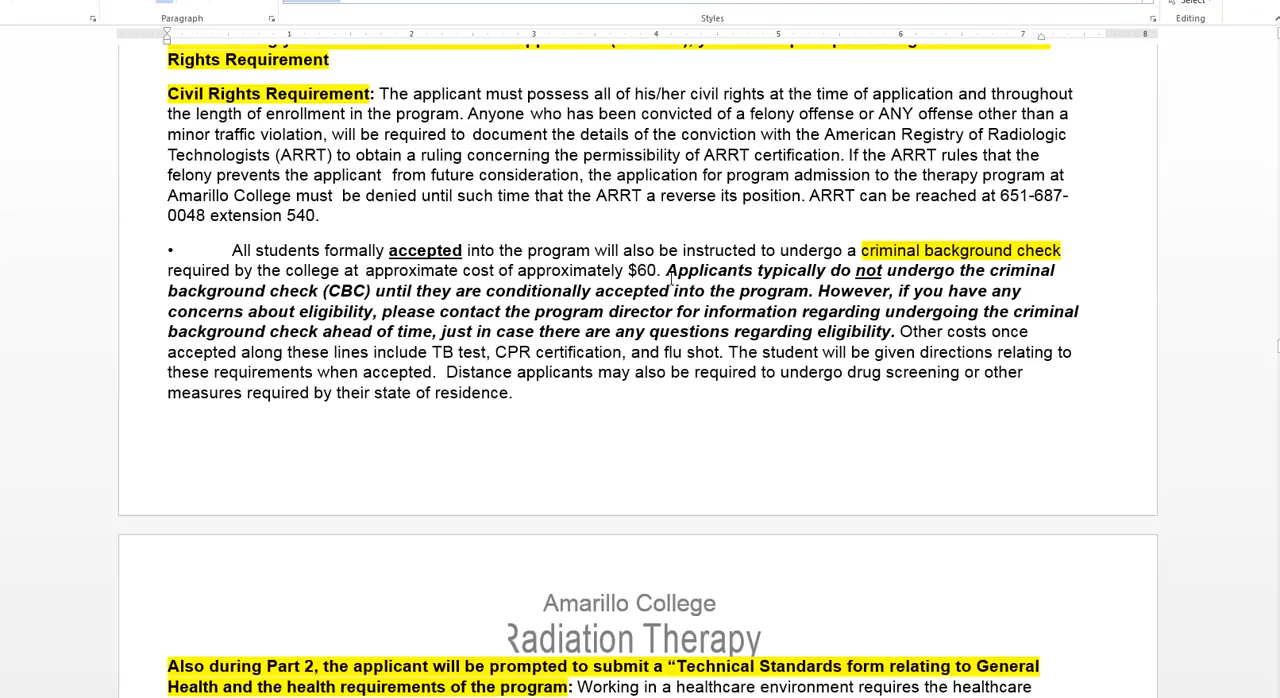 Select
Paragraph
Styles
Editing
1 2 3 4 5 6 7 8
Rights Requirement
Civil Rights Requirement: The applicant must possess all of his/her civil rights at the time of application and throughout
the length of enrollment in the program. Anyone who has been convicted of a felony offense or ANY offense other than a
minor traffic violation, will be required to document the details of the conviction with the American Registry of Radiologic
Technologists (ARRT) to obtain a ruling concerning the permissibility of ARRT certification. If the ARRT rules that the
felony prevents the applicant from future consideration, the application for program admission to the therapy program at
Amarillo College must be denied until such time that the ARRT a reverse its position. ARRT can be reached at 651-687-
0048 extension 540.
• All students formally accepted into the program will also be instructed to undergo a criminal background check
required by the college at approximate cost of approximately $60. Applicants typically do not undergo the criminal
background check (CBC) until they are conditionally accepted into the program. However, if you have any
concerns about eligibility, please contact the program director for information regarding undergoing the criminal
background check ahead of time, just in case there are any questions regarding eligibility. Other costs once
accepted along these lines include TB test, CPR certification, and flu shot. The student will be given directions relating to
these requirements when accepted. Distance applicants may also be required to undergo drug screening or other
measures required by their state of residence.
Amarillo College
Radiation Therapy
Also during Part 2, the applicant will be prompted to submit a “Technical Standards form relating to General
Health and the health requirements of the program: Working in a healthcare environment requires the healthcare